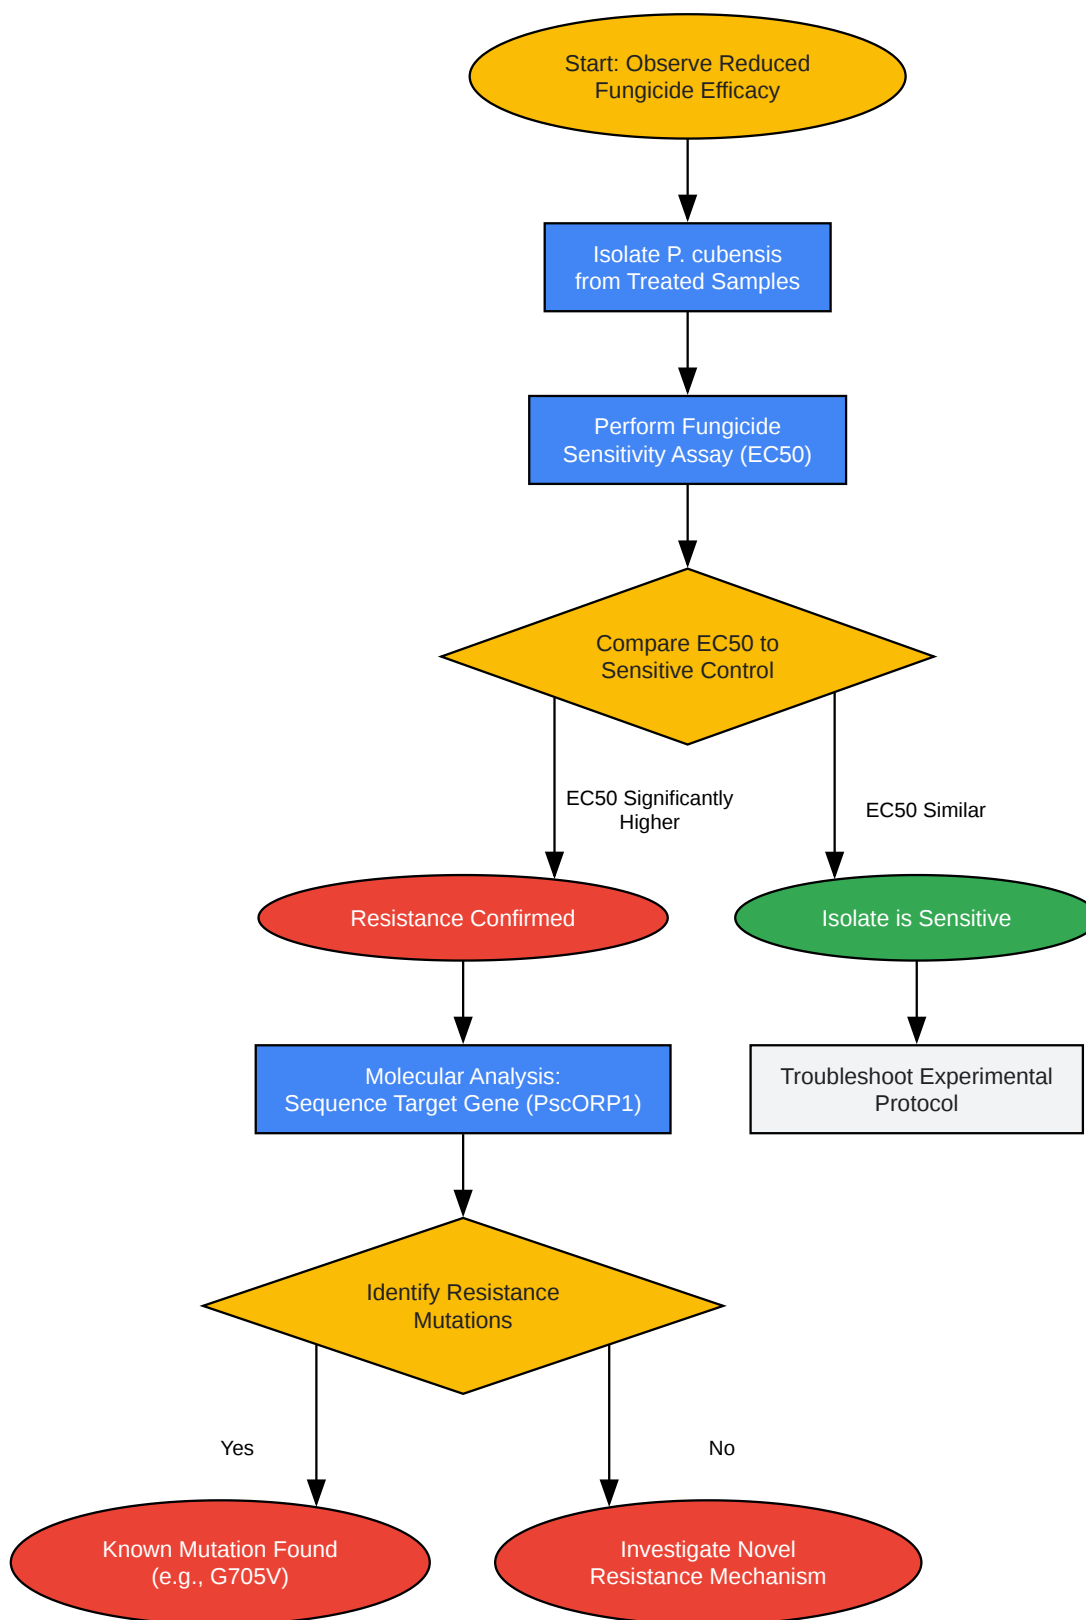 Start: Observe Reduced
Fungicide Efficacy
Isolate P. cubensis
from Treated Samples
Perform Fungicide
Sensitivity Assay (EC50)
Compare EC50 to
Sensitive Control
EC50 Significantly
Higher
EC50 Similar
Resistance Confirmed
Isolate is Sensitive
Molecular Analysis:
Sequence Target Gene (PscORP1)
Troubleshoot Experimental
Protocol
Identify Resistance
Mutations
Yes
No
Known Mutation Found
(e.g., G705V)
Investigate Novel
Resistance Mechanism